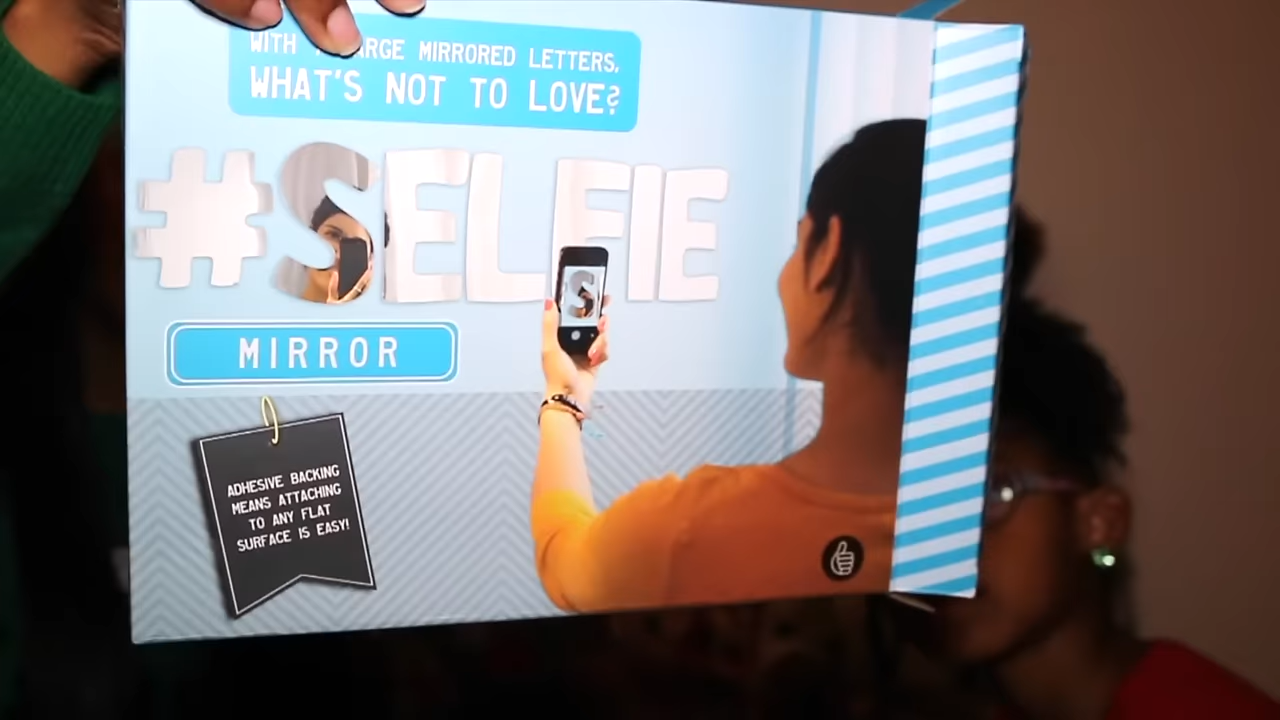 WITH LARGE MIRRORED LETTERS,
WHAT'S NOT TO LOVE?
#SELFIE
MIRROR
S
ADHESIVE BACKING
MEANS ATTACHING
TO ANY FLAT
SURFACE IS EASY!